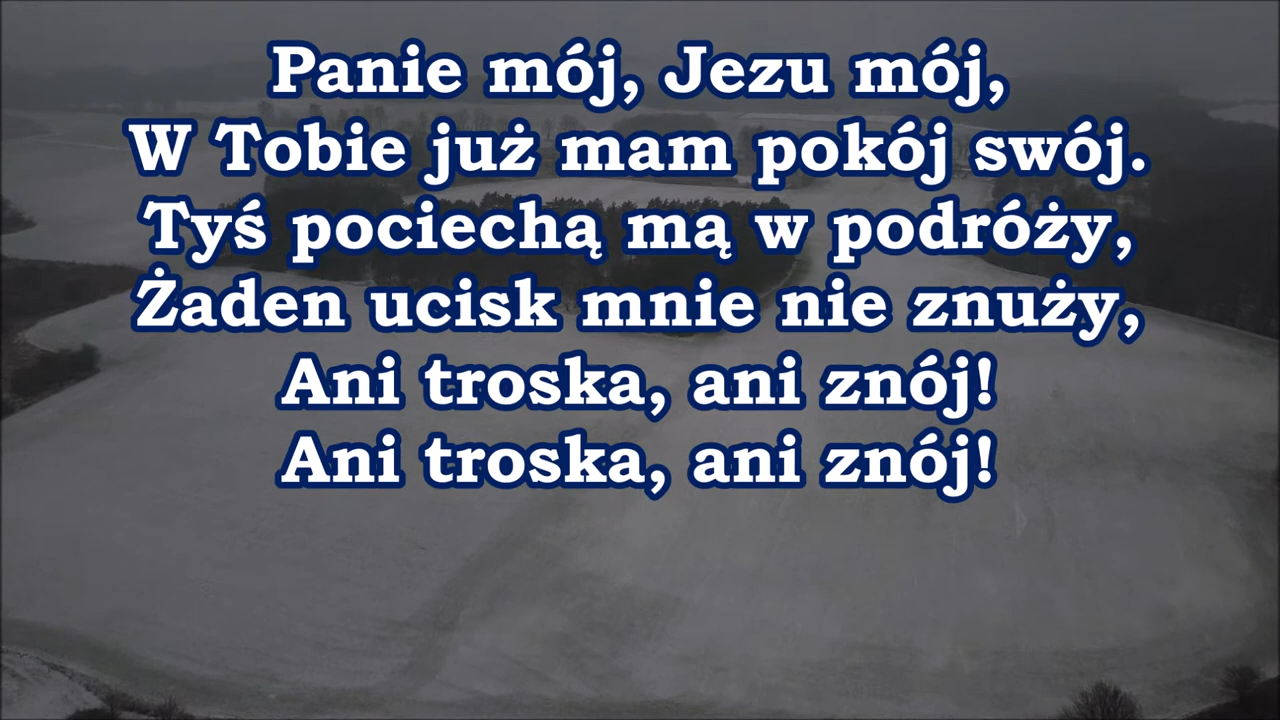 Panie mój, Jezu mój,
W Tobie już mam pokój swój.
Tyś pociechą mą w podróży,
Żaden ucisk mnie nie znuży,
Ani troska, ani znój!
Ani troska, ani znój!